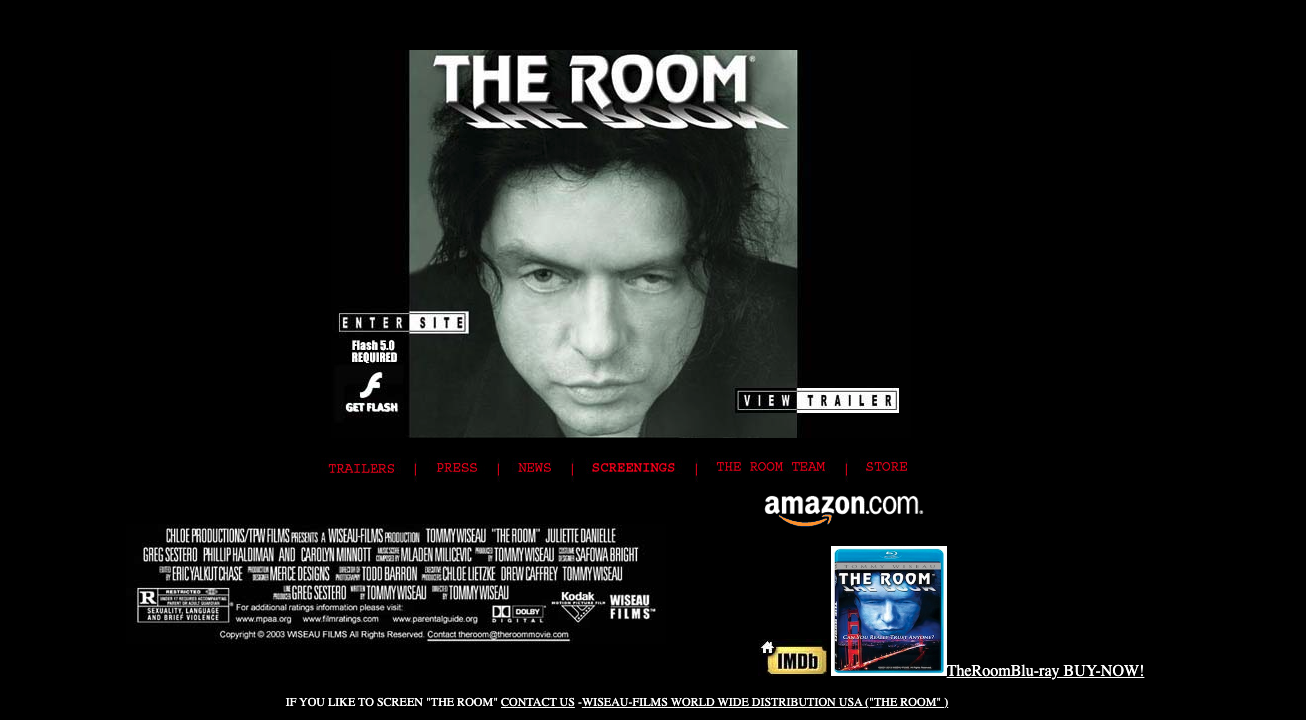 THE ROOM®
ENTER SITE
Flash 5.0
REQUIRED
GET FLASH
VIEW TRAILER
TRAILERS | PRESS | NEWS | SCREENINGS | THE ROOM TEAM | STORE
amazon.com.
CHLOE PRODUCTIONS/TPW FILMS PRESENTS A WISEAU-FILMS PRODUCTION TOMMY WISEAU "THE ROOM" JULIETTE DANIELLE
GREG SESTERO PHILLIP HALDIMAN AND CAROLYN MINNOTT MUSIC SCORE COMPOSED BY MLADEN MILICEVIC PRODUCED BY TOMMY WISEAU COSTUME DESIGNER SAFOWA BRIGHT
EDITED BY ERIC YALKUT CHASE PRODUCTION DESIGNER MERCE DESIGNS DIRECTOR OF PHOTOGRAPHY TODD BARRON EXECUTIVE PRODUCERS CHLOE LIETZKE DREW CAFFREY TOMMY WISEAU
LINE PRODUCER GREG SESTERO WRITTEN BY TOMMY WISEAU DIRECTED BY TOMMY WISEAU
R RESTRICTED
UNDER 17 REQUIRES ACCOMPANYING
PARENT OR ADULT GUARDIAN
SEXUALITY, LANGUAGE
AND BRIEF VIOLENCE
For additional ratings information please visit:
www.mpaa.org www.filmratings.com www.parentalguide.org
DOLBY
DIGITAL
Kodak
MOTION PICTURE FILM
WISEAU
FILMS™
Copyright © 2003 WISEAU FILMS All Rights Reserved. Contact theroom@theroommovie.com
IMDb
TOMMY WISEAU
THE ROOM
CAN YOU REALLY TRUST ANYONE?
TheRoomBlu-ray BUY-NOW!
IF YOU LIKE TO SCREEN "THE ROOM" CONTACT US -WISEAU-FILMS WORLD WIDE DISTRIBUTION USA ("THE ROOM" )